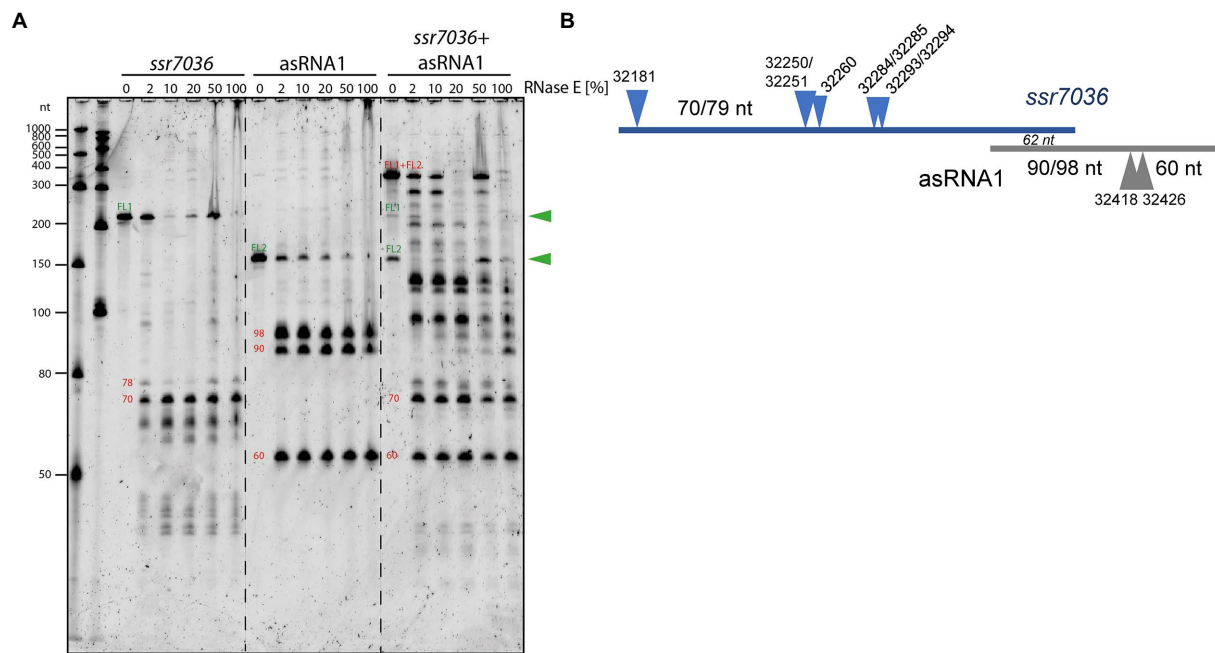 A
ssr7036
asRNA1
ssr7036+
asRNA1
0 2 10 20 50 100
0 2 10 20 50 100
0 2 10 20 50 100
RNase E [%]
nt
1000
800
600
500
400
300
200
150
100
80
50
FL1
78
70
FL2
98
90
60
FL1+FL2
FL1
FL2
70
60
B
32181
70/79 nt
32250/
32251
32260
32284/32285
32293/32294
ssr7036
62 nt
asRNA1
90/98 nt
60 nt
32418
32426